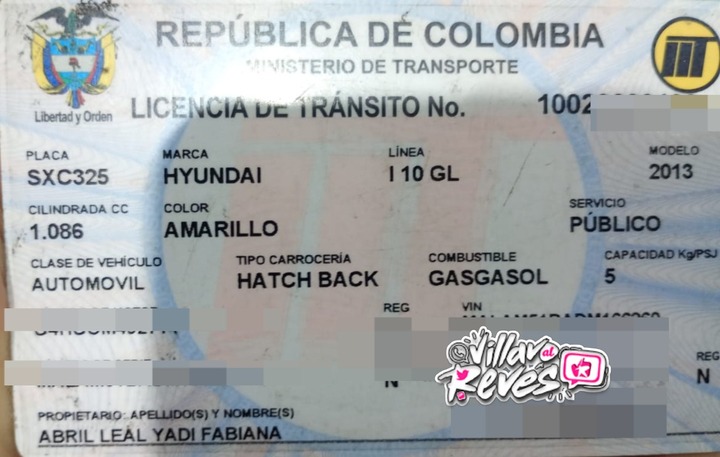 REPÚBLICA DE COLOMBIA
MINISTERIO DE TRANSPORTE
Libertad y Orden
LICENCIA DE TRÁNSITO No. 1002
PLACA MARCA LÍNEA MODELO
SXC325 HYUNDAI I 10 GL 2013
CILINDRADA CC COLOR SERVICIO
1.086 AMARILLO PÚBLICO
CLASE DE VEHÍCULO TIPO CARROCERÍA COMBUSTIBLE CAPACIDAD Kg/PSJ
AUTOMOVIL HATCH BACK GASGASOL 5
REG VIN
Villav al Revés
REG
N N
PROPIETARIO: APELLIDO(S) Y NOMBRE(S)
ABRIL LEAL YADI FABIANA